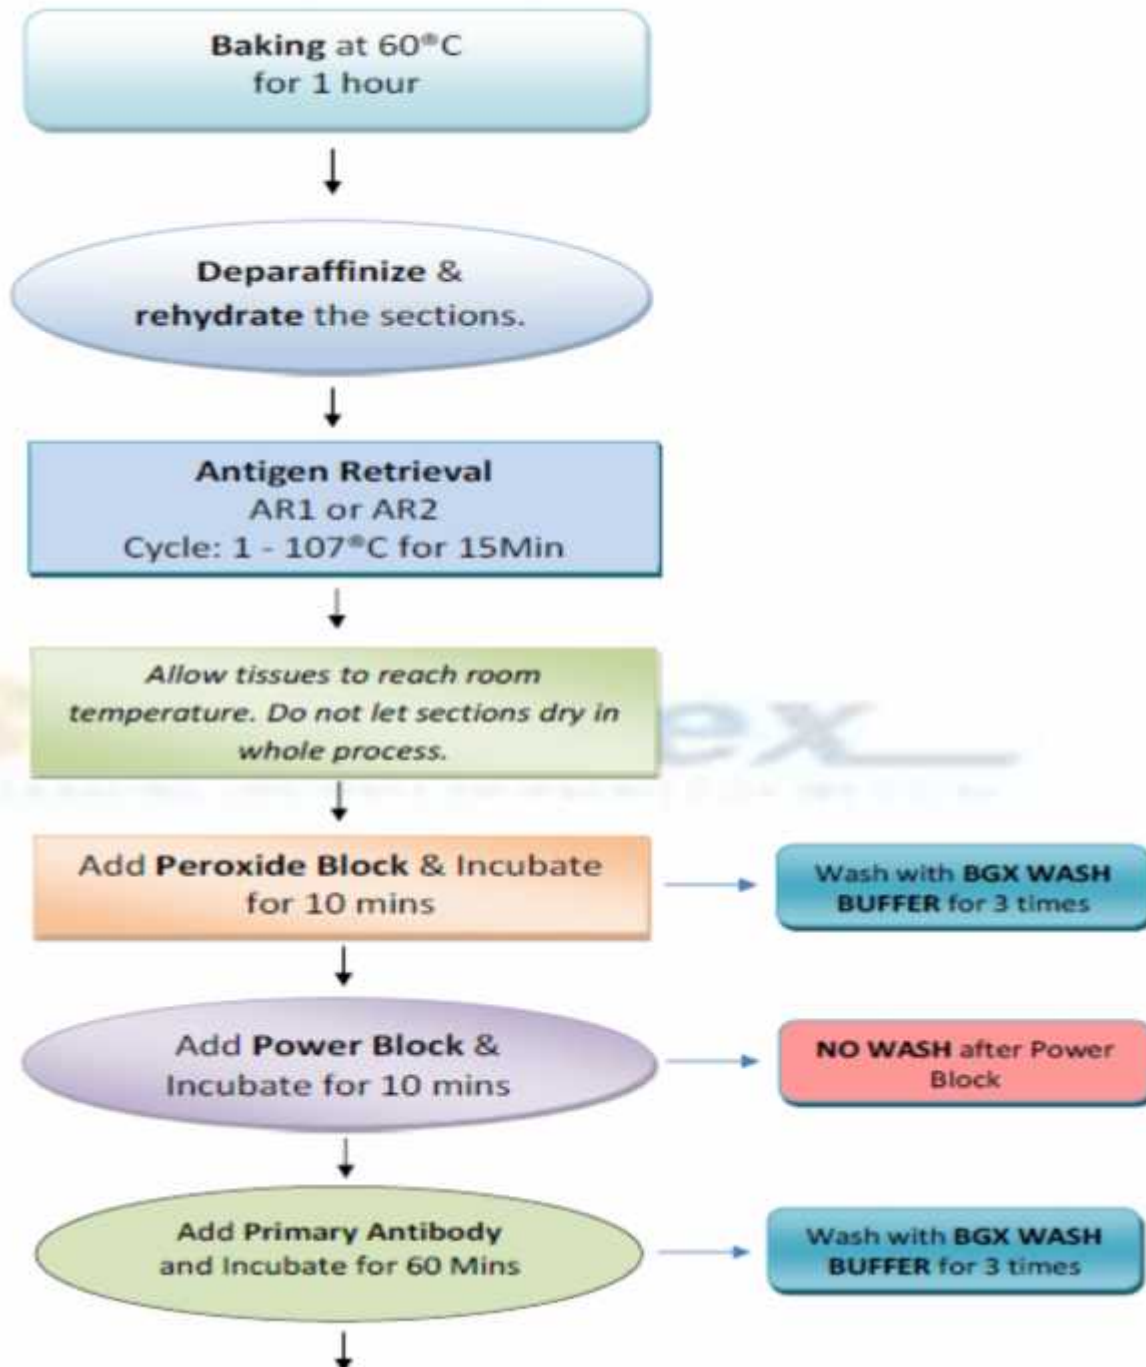 Baking at 60®C
for 1 hour
Deparaffinize &
rehydrate the sections.
Antigen Retrieval
AR1 or AR2
Cycle: 1 - 107®C for 15Min
Allow tissues to reach room
temperature. Do not let sections dry in
whole process.
Add Peroxide Block & Incubate
for 10 mins
Wash with BGX WASH
BUFFER for 3 times
Add Power Block &
Incubate for 10 mins
NO WASH after Power
Block
Add Primary Antibody
and Incubate for 60 Mins
Wash with BGX WASH
BUFFER for 3 times